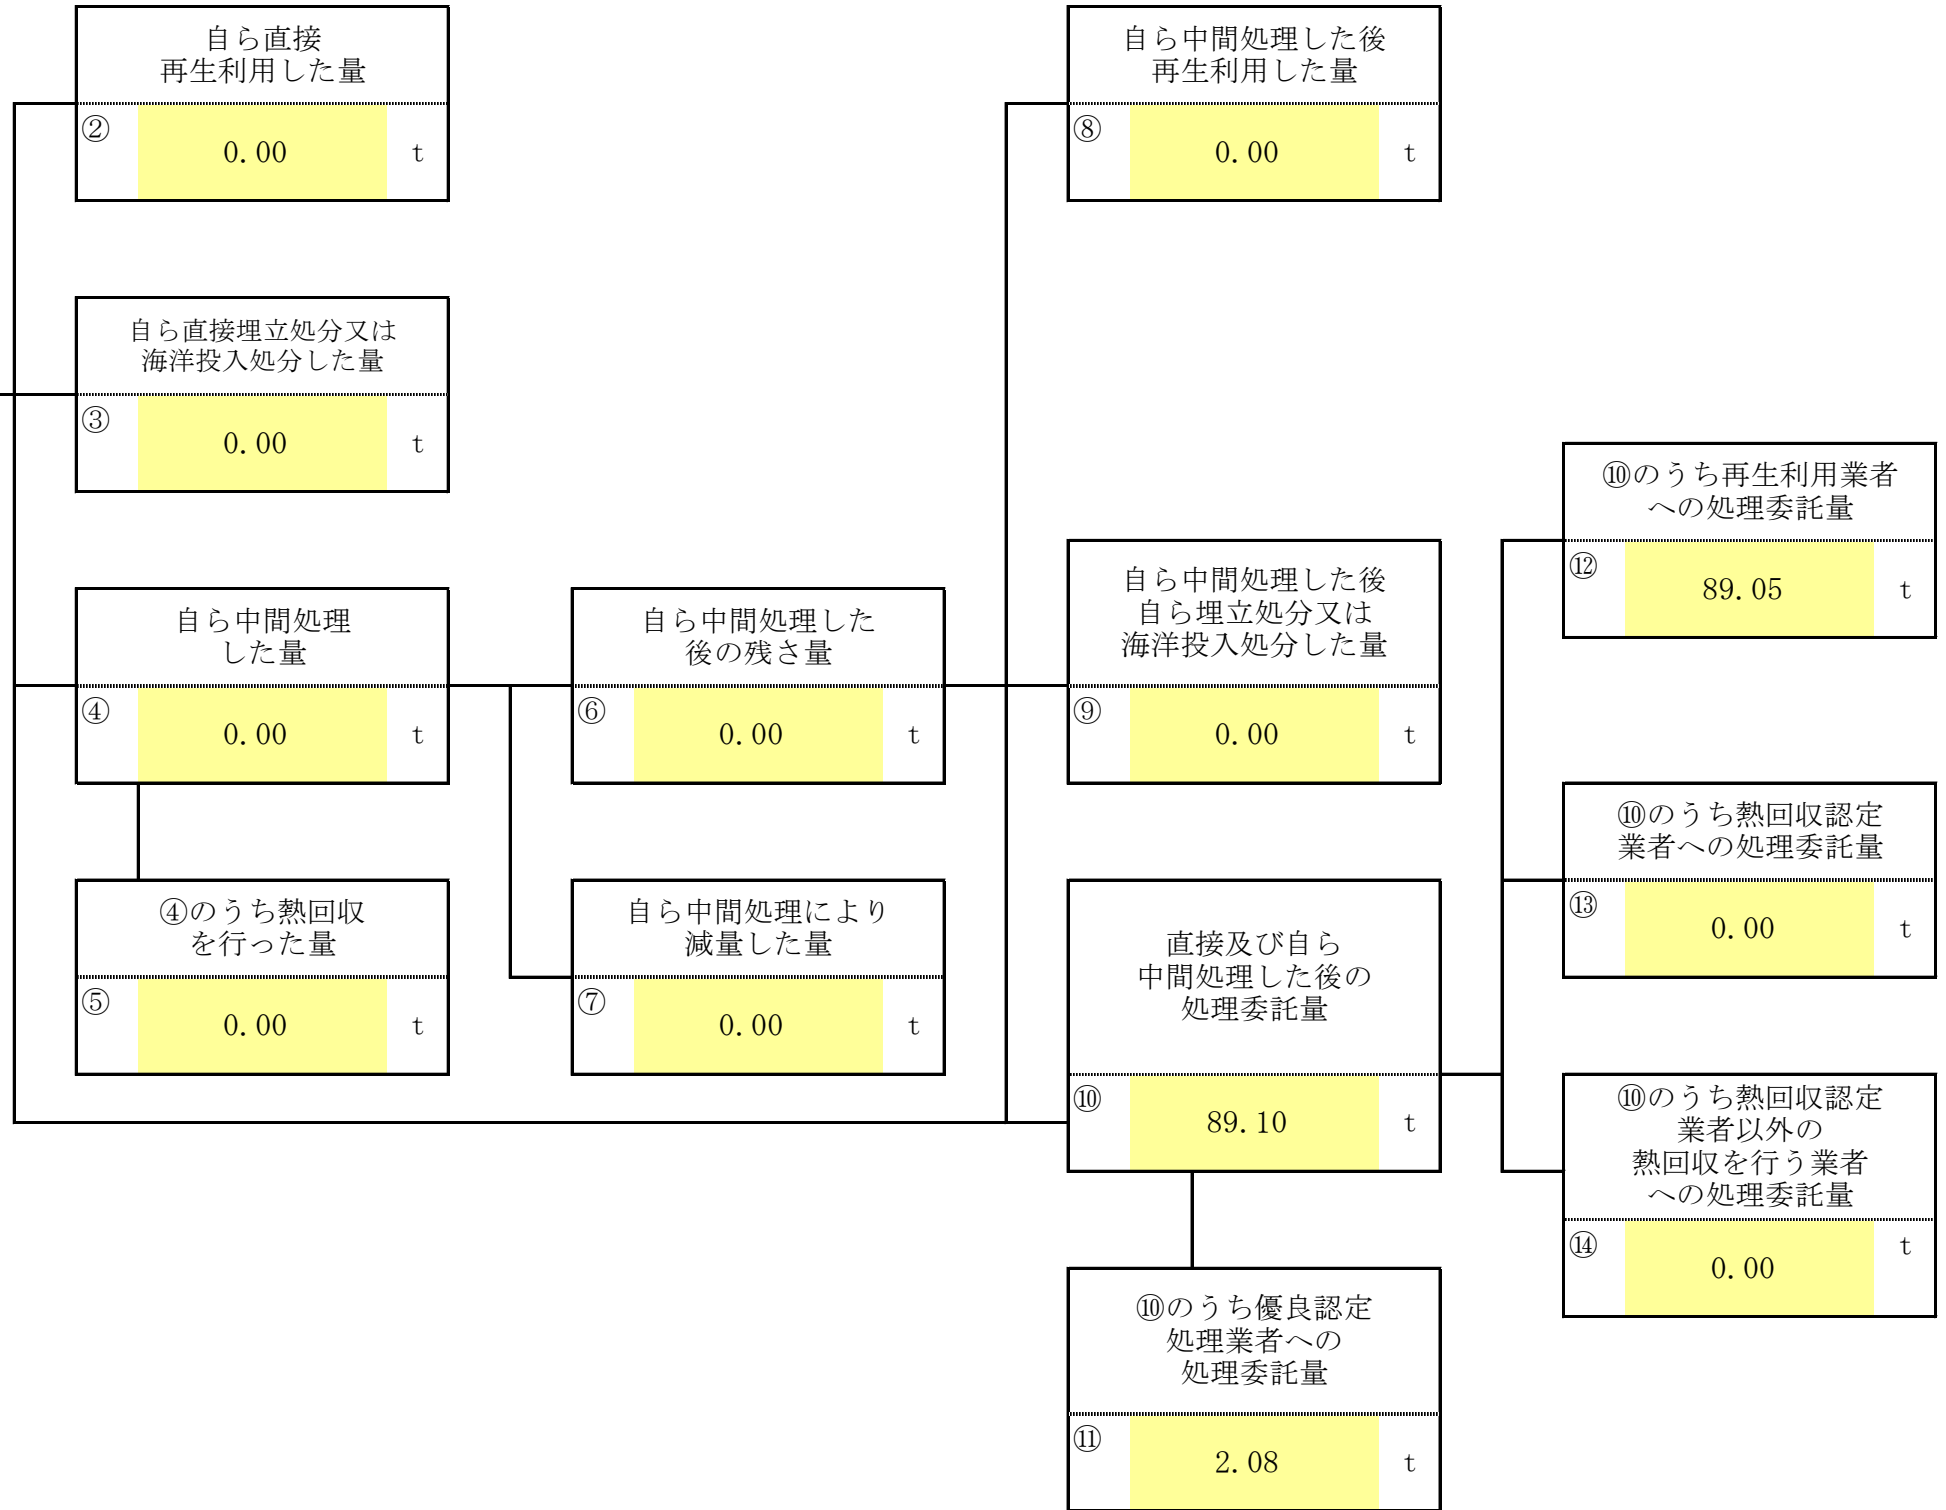 自ら直接
再生利用した量
②
0.00
t
自ら中間処理した後
再生利用した量
⑧
0.00
t
自ら直接埋立処分又は
海洋投入処分した量
③
0.00
t
⑩のうち再生利用業者
への処理委託量
⑫
89.05
t
自ら中間処理
した量
④
0.00
t
自ら中間処理した
後の残さ量
⑥
0.00
t
自ら中間処理した後
自ら埋立処分又は
海洋投入処分した量
⑨
0.00
t
⑩のうち熱回収認定
業者への処理委託量
⑬
0.00
t
④のうち熱回収
を行った量
⑤
0.00
t
自ら中間処理により
減量した量
⑦
0.00
t
直接及び自ら
中間処理した後の
処理委託量
⑩
89.10
t
⑩のうち熱回収認定
業者以外の
熱回収を行う業者
への処理委託量
⑭
0.00
t
⑩のうち優良認定
処理業者への
処理委託量
⑪
2.08
t